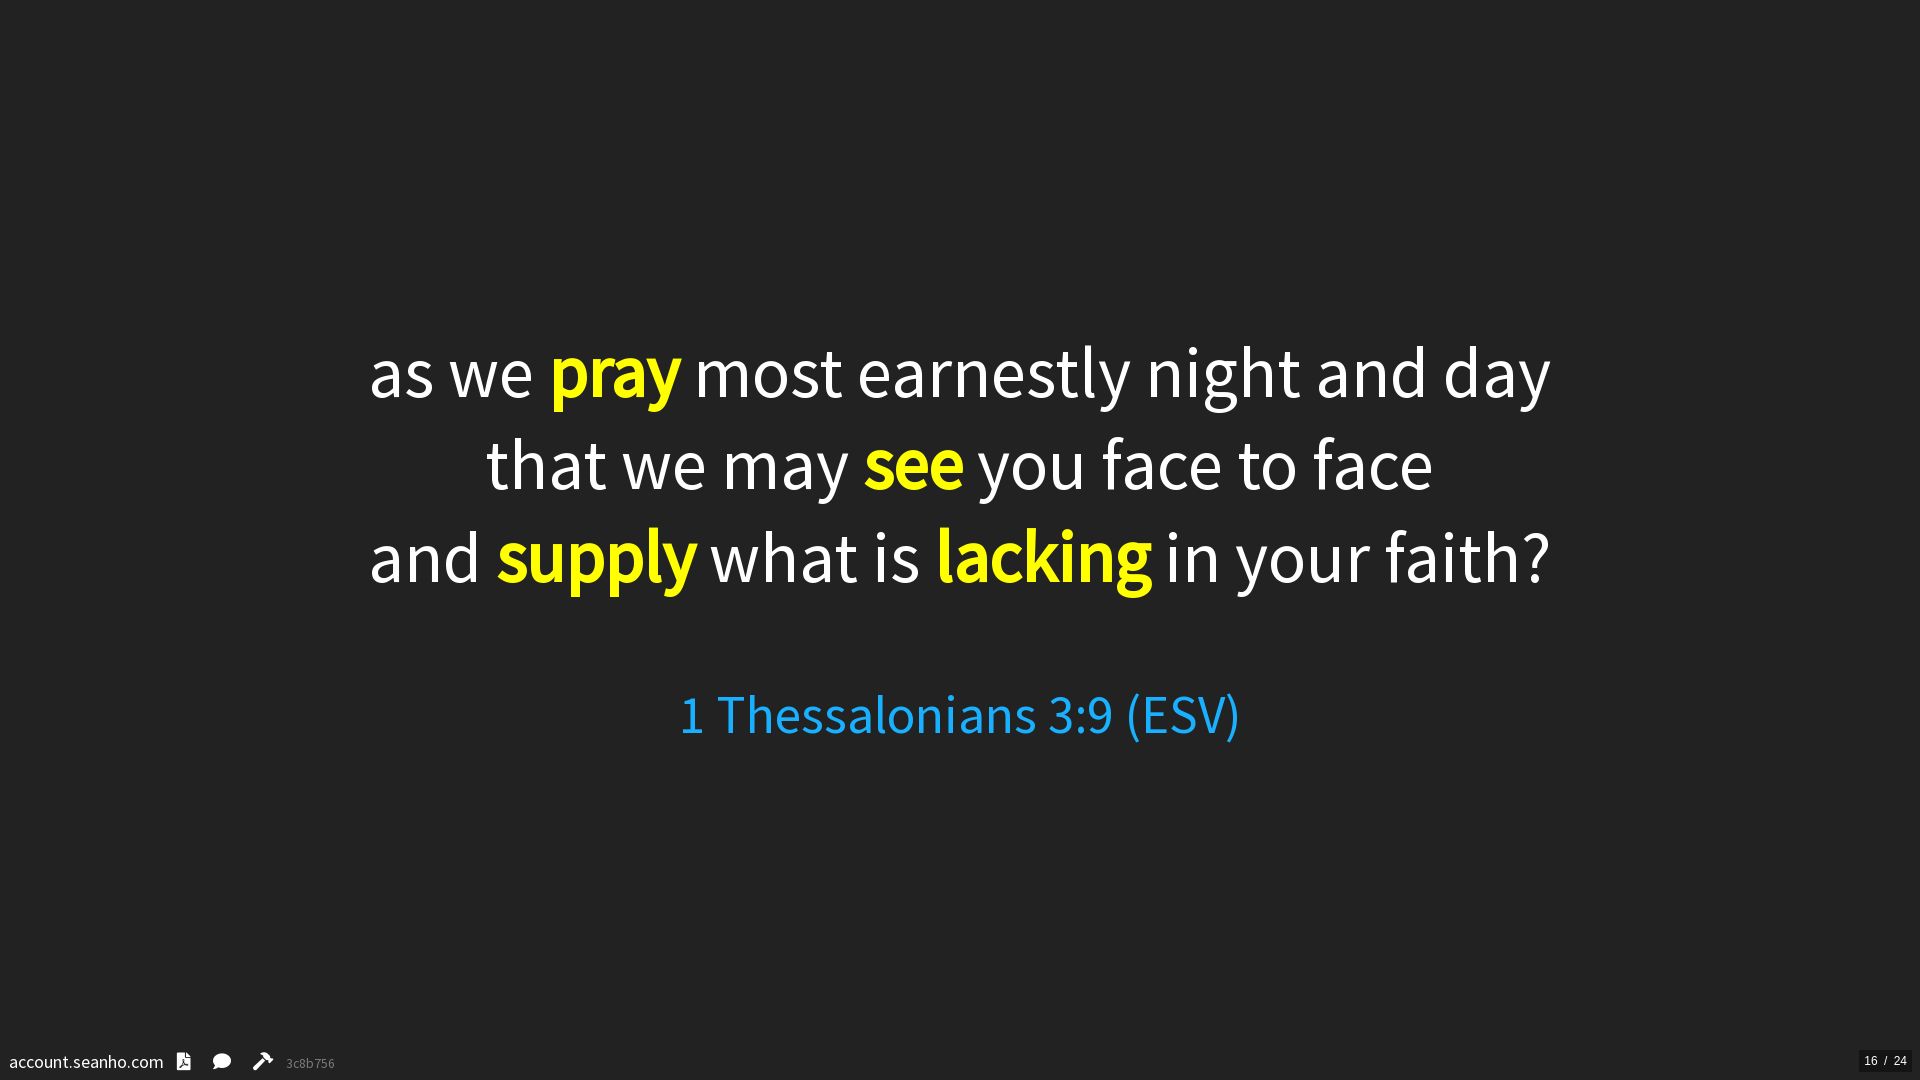 as we pray most earnestly night and day
that we may see you face to face
and supply what is lacking in your faith?
1 Thessalonians 3:9 (ESV)
account.seanho.com 3c8b756
16 / 24